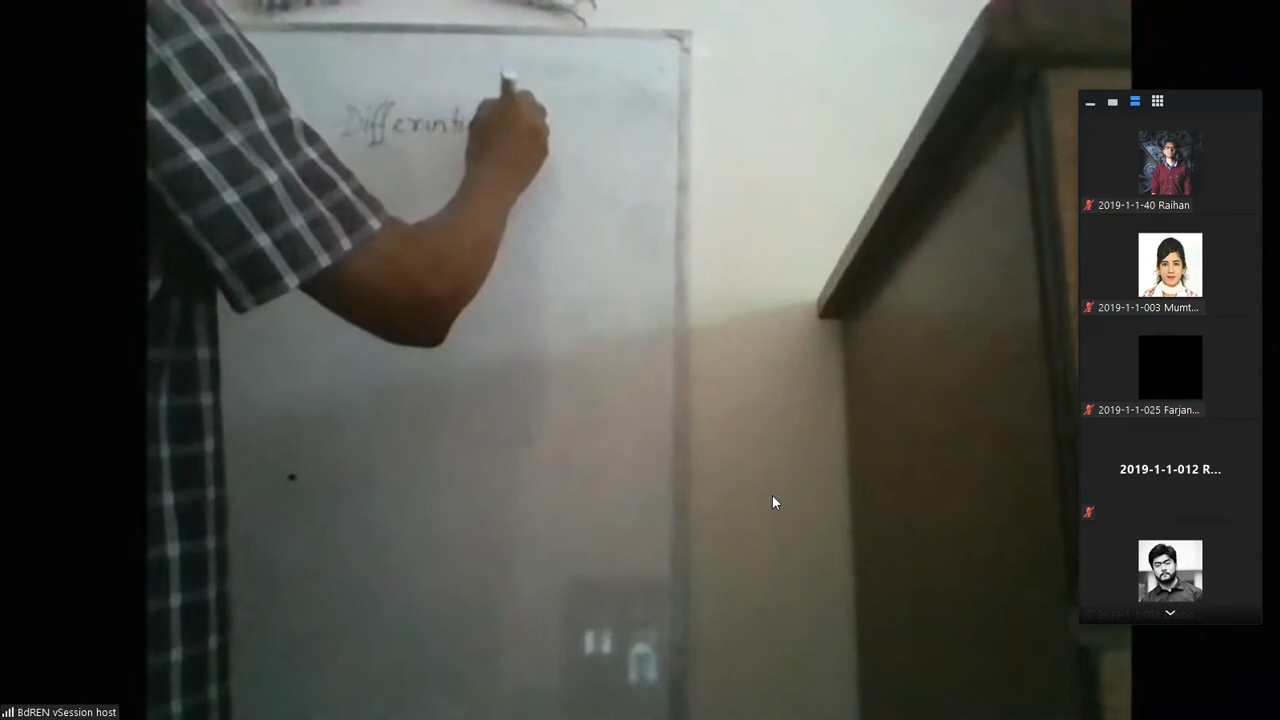 Differinti
2019-1-1-40 Raihan
2019-1-1-003 Mumt...
2019-1-1-025 Farjan...
2019-1-1-012 R...
BdREN vSession host